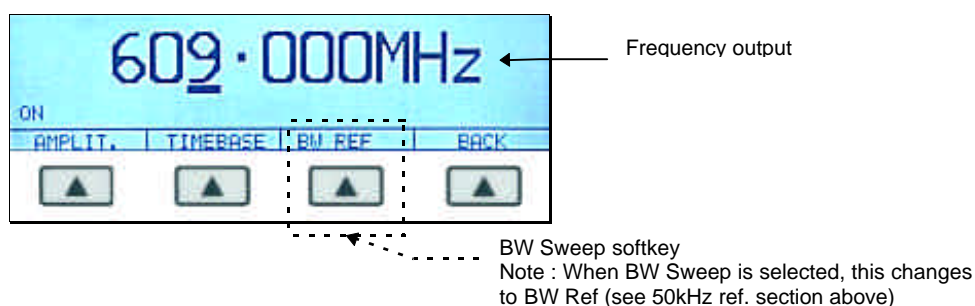 609·000MHz
Frequency output
ON
AMPLIT. TIMEBASE BW REF BACK
BW Sweep softkey
Note : When BW Sweep is selected, this changes
to BW Ref (see 50kHz ref. section above)